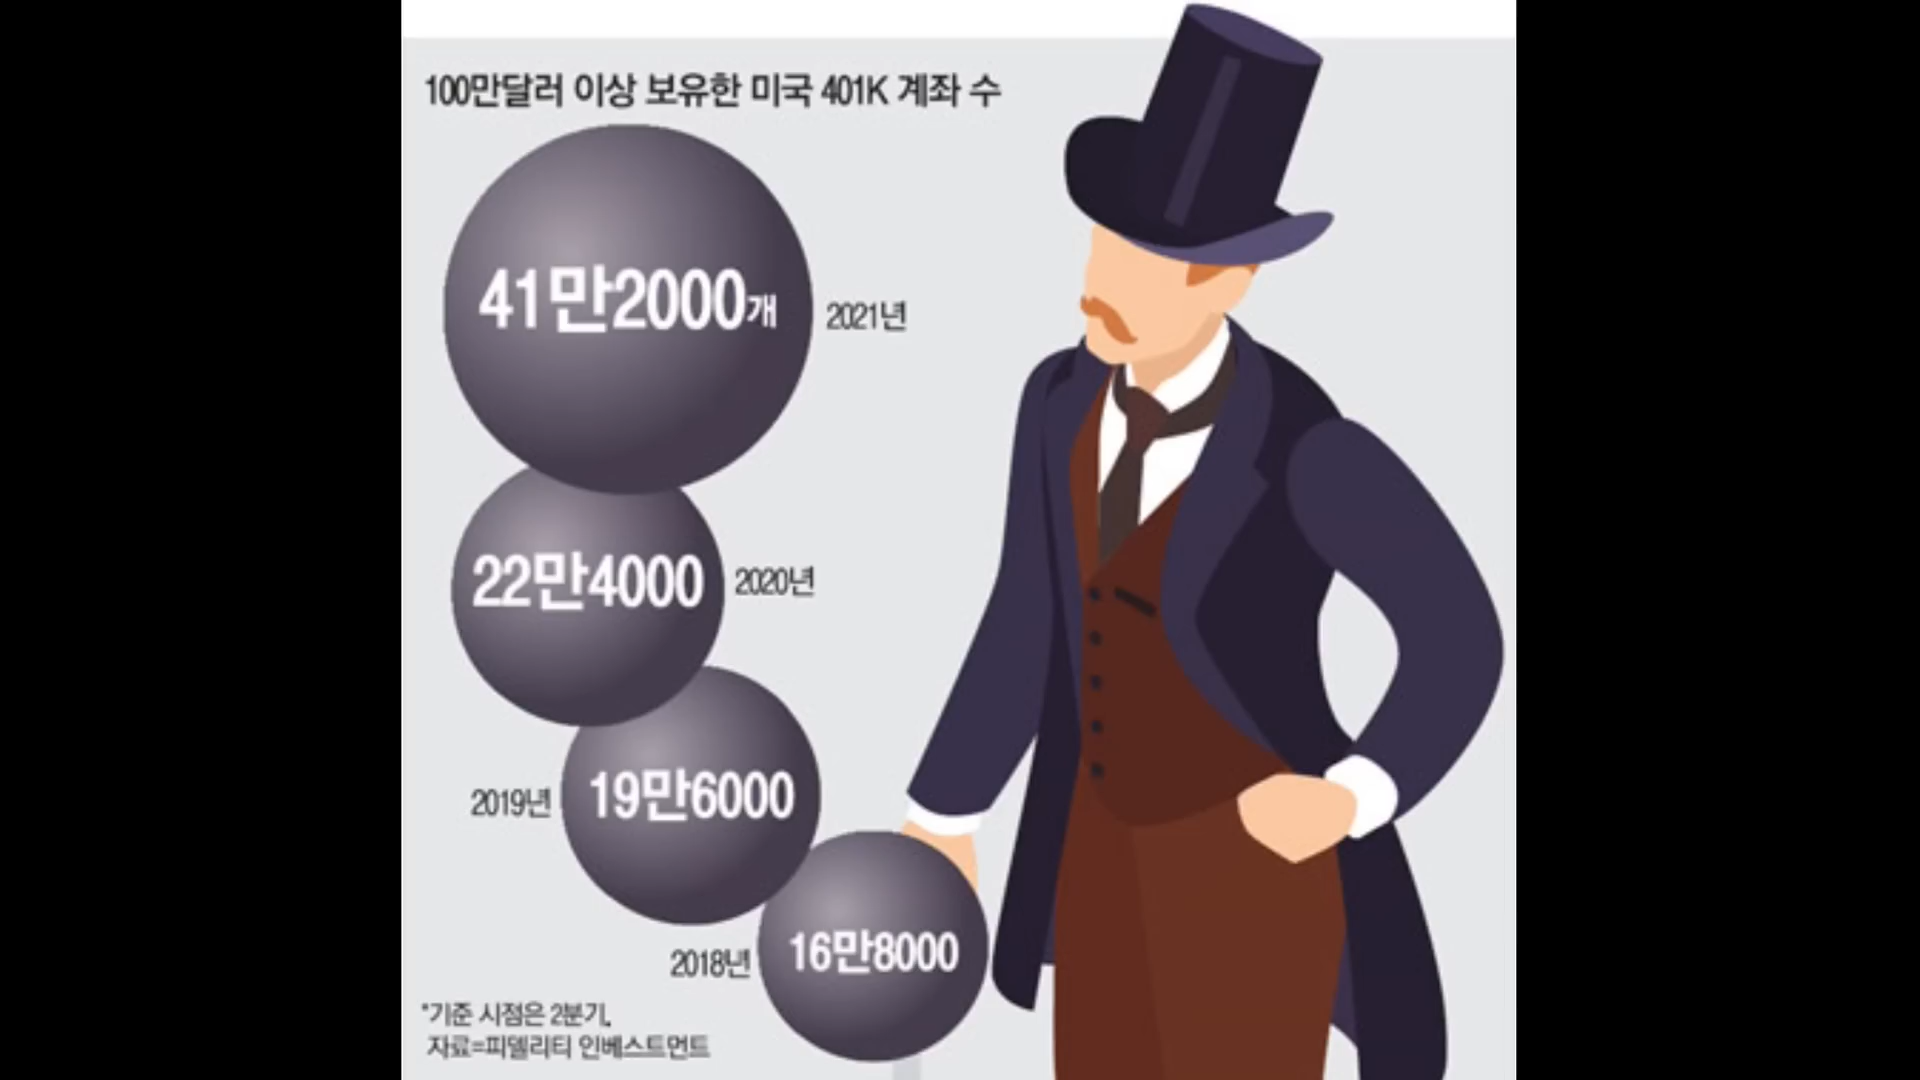 100만달러 이상 보유한 미국 401K 계좌 수
41만2000개
2021년
22만4000
2020년
2019년
19만6000
2018년
16만8000
*기준 시점은 2분기.
자료=피델리티 인베스트먼트